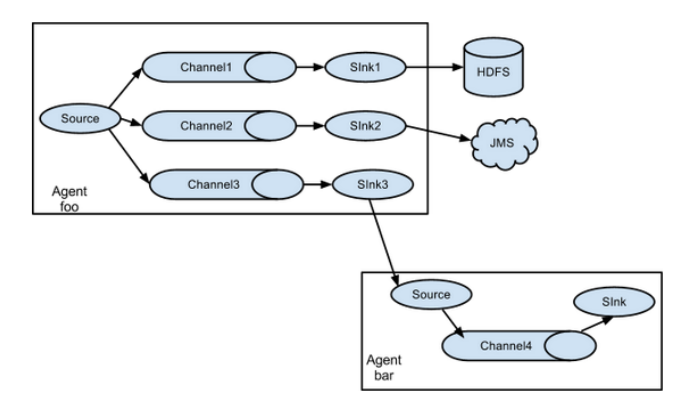 Channel1
SInk1
HDFS
Source
Channel2
SInk2
JMS
Channel3
SInk3
Agent
foo
Source
SInk
Channel4
Agent
bar